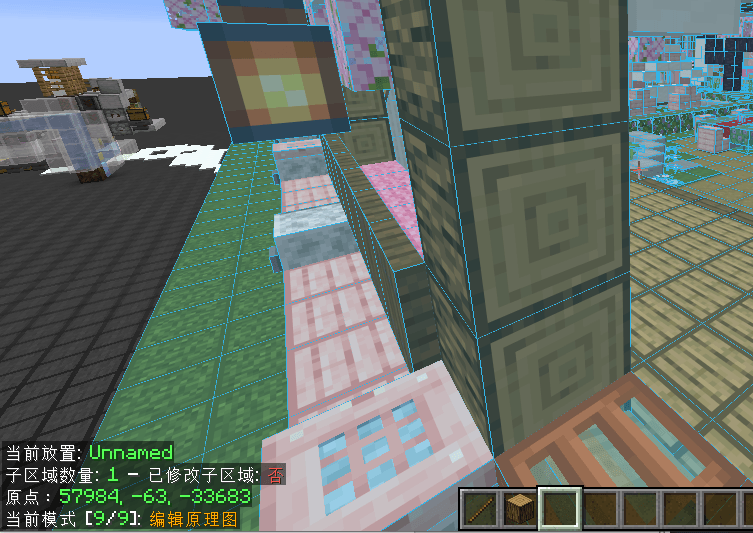 当前放置: Unnamed
子区域数量: 1 - 已修改子区域: 否
原点: 57984, -63, -33683
当前模式 [9/9]: 编辑原理图